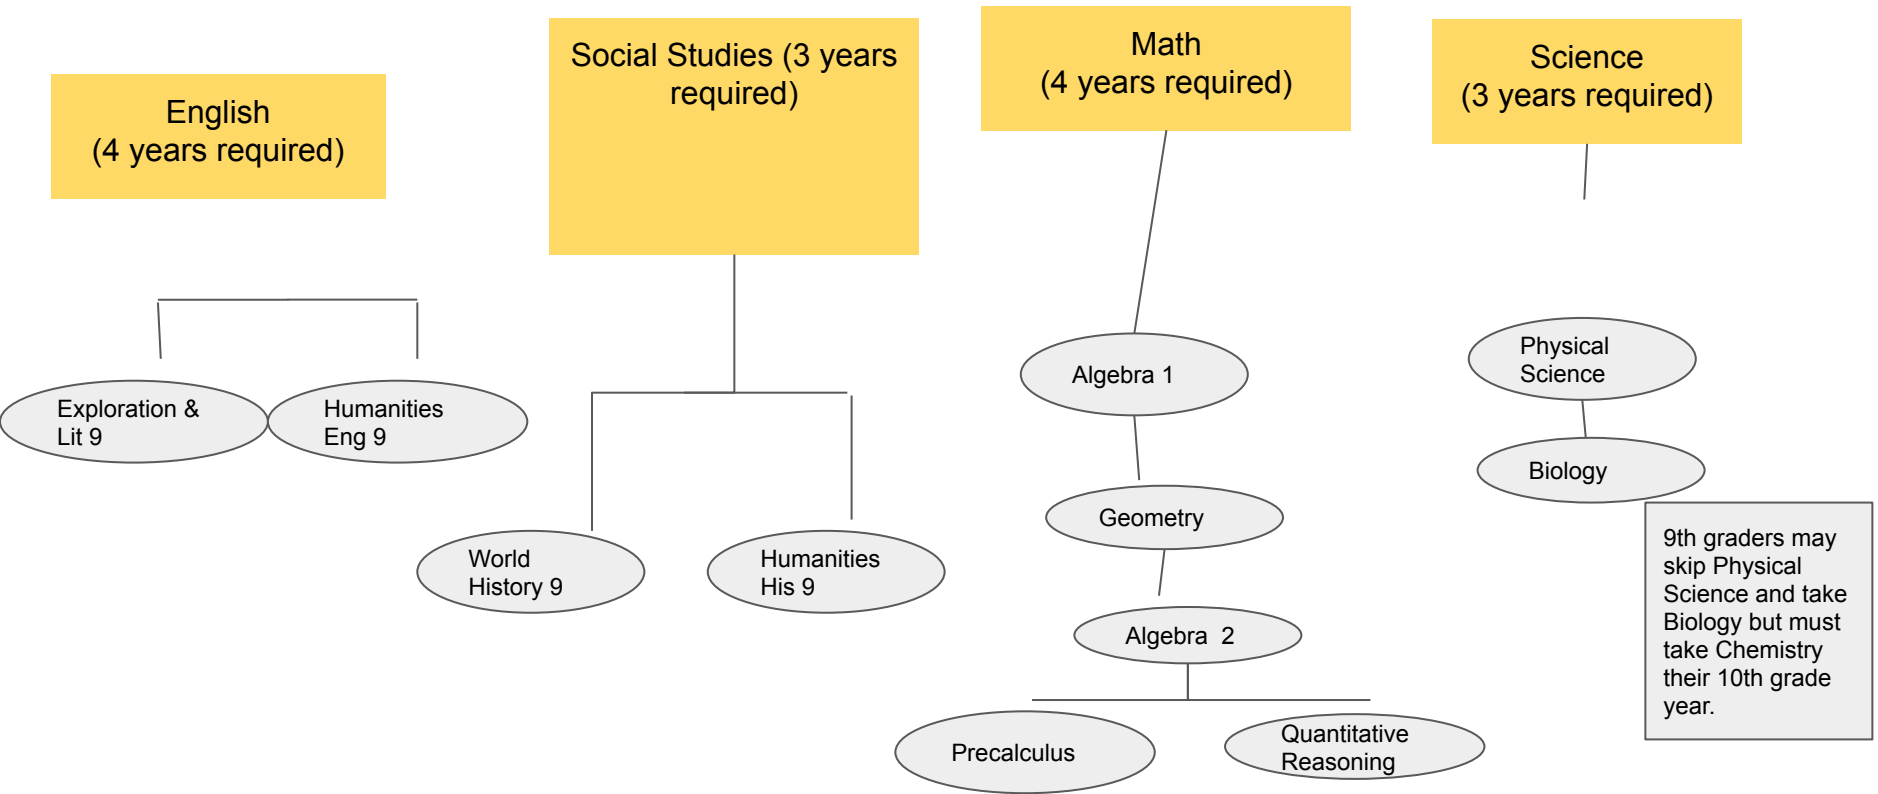 English
(4 years required)
Social Studies (3 years
required)
Math
(4 years required)
Science
(3 years required)
Exploration &
Lit 9
Humanities
Eng 9
World
History 9
Humanities
His 9
Algebra 1
Geometry
Algebra  2
Precalculus
Quantitative
Reasoning
Physical
Science
Biology
9th graders may
skip Physical
Science and take
Biology but must
take Chemistry
their 10th grade
year.